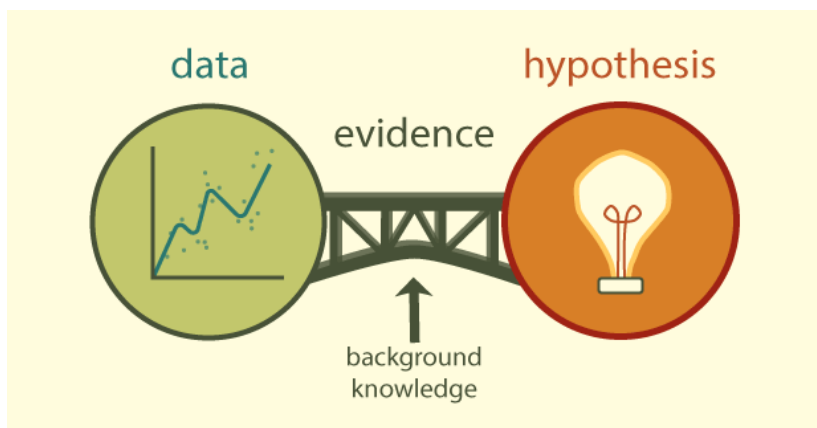 data
hypothesis
evidence
background
knowledge